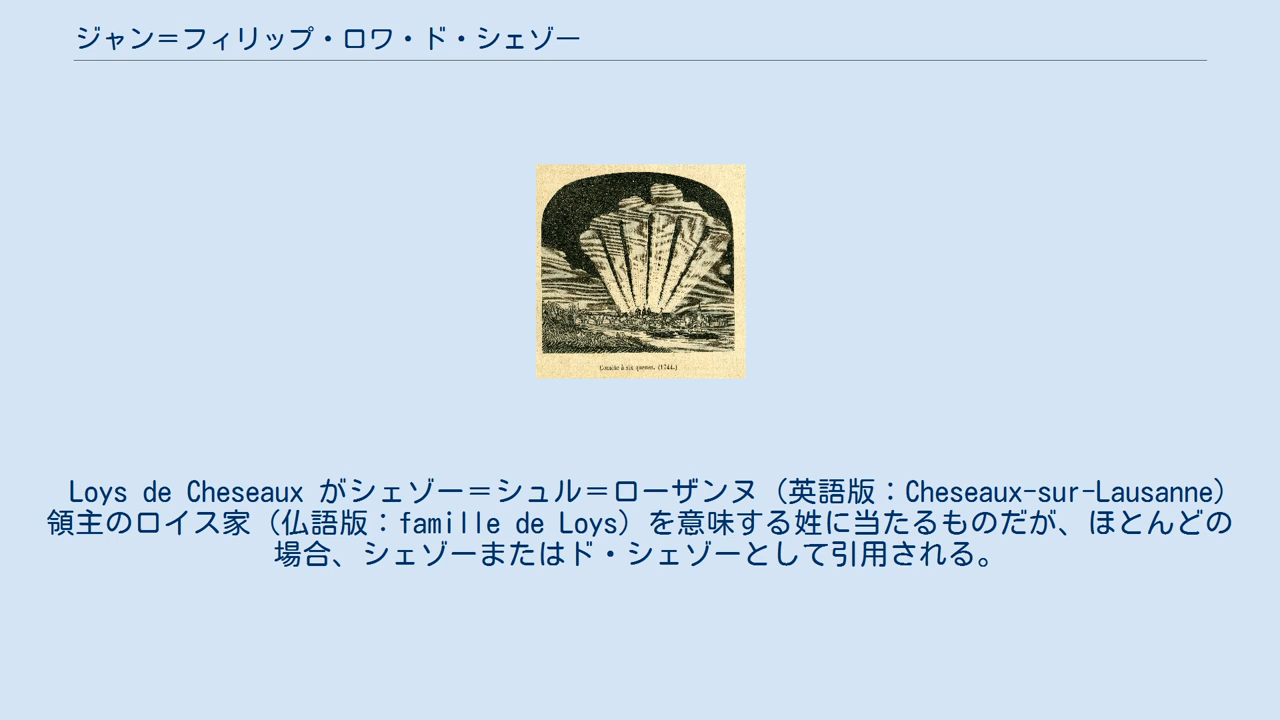 ジャン＝フィリップ・ロワ・ド・シェゾー
Comète à six queues. (1744.)
Loys de Cheseaux がシェゾー＝シュル＝ローザンヌ（英語版：Cheseaux-sur-Lausanne）
領主のロイス家（仏語版：famille de Loys）を意味する姓に当たるものだが、ほとんどの
場合、シェゾーまたはド・シェゾーとして引用される。